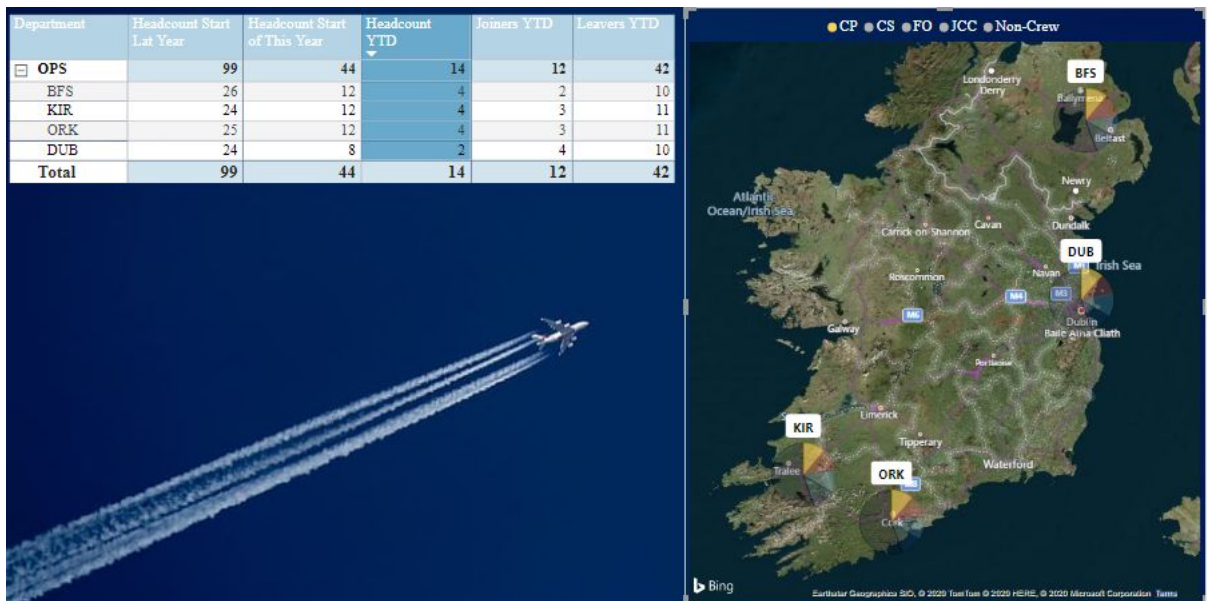 Department Headcount Start Lat Year Headcount Start of This Year Headcount YTD Joiners YTD Leavers YTD
OPS 99 44 14 12 42
BFS 26 12 4 2 10
KIR 24 12 4 3 11
ORK 25 12 4 3 11
DUB 24 8 2 4 10
Total 99 44 14 12 42
CP CS FO JCC Non-Crew
Londonderry
Derry
BFS
Ballymena
Belfast
Newry
Atlantic
Ocean/Irish Sea
Carrick-on-Shannon
Cavan
Dundalk
DUB
Roscommon
Navan
Irish Sea
M6
M4
M3
Galway
Dublin
Baile Átha Cliath
Portlaoise
Limerick
KIR
Tipperary
Tralee
ORK
Waterford
Cork
Bing
Earthstar Geographics SIO, © 2020 TomTom © 2020 HERE, © 2020 Microsoft Corporation Terms